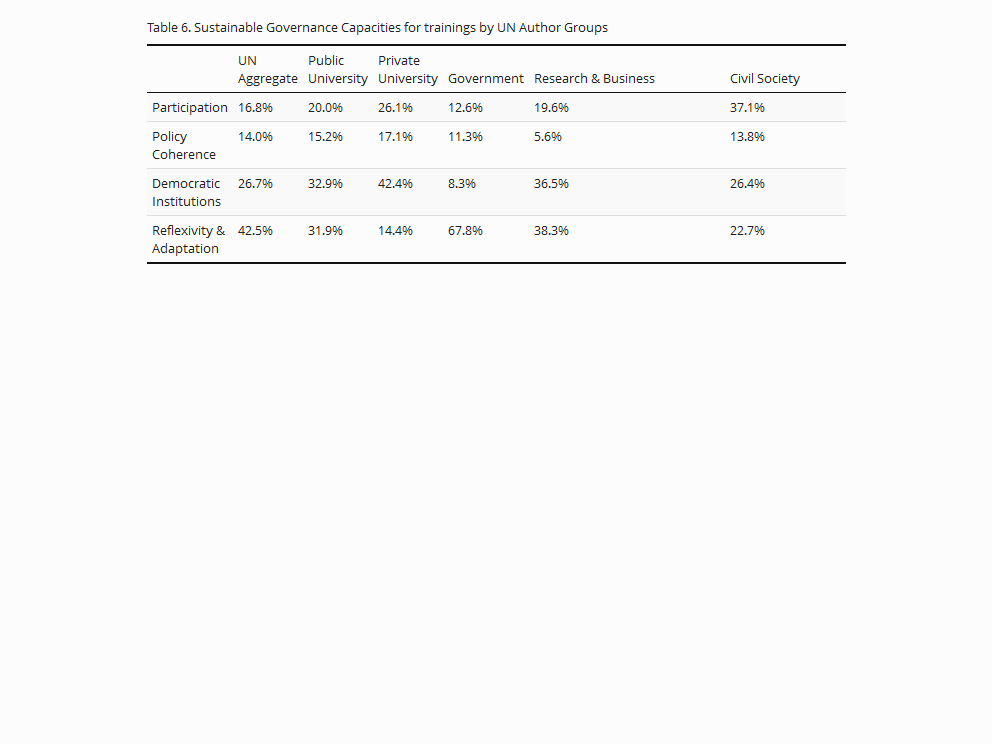 Table 6. Sustainable Governance Capacities for trainings by UN Author Groups
UN Aggregate Public University Private University Government Research & Business Civil Society
Participation 16.8% 20.0% 26.1% 12.6% 19.6% 37.1%
Policy Coherence 14.0% 15.2% 17.1% 11.3% 5.6% 13.8%
Democratic Institutions 26.7% 32.9% 42.4% 8.3% 36.5% 26.4%
Reflexivity & Adaptation 42.5% 31.9% 14.4% 67.8% 38.3% 22.7%